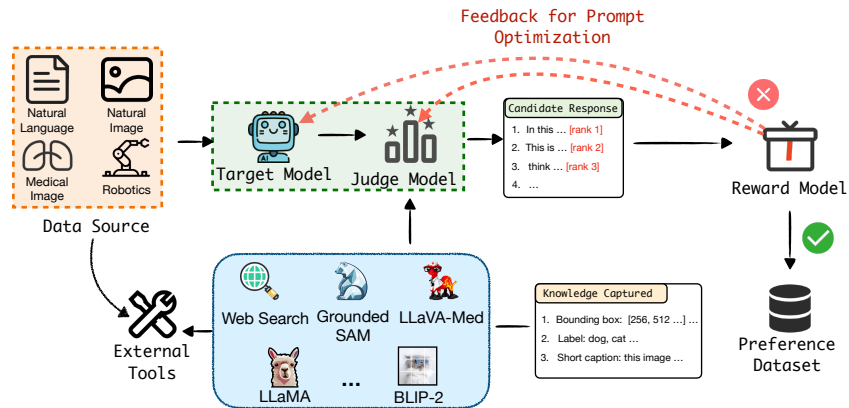 Feedback for Prompt
Optimization
Natural
Language
Natural
Image
Medical
Image
Robotics
Data Source
AI
Target Model
Judge Model
Candidate Response
1. In this ... [rank 1]
2. This is ... [rank 2]
3. think ... [rank 3]
4. ...
Reward Model
Web Search
Grounded
SAM
LLaVA-Med
LLaMA
...
BLIP-2
External
Tools
Knowledge Captured
1. Bounding box: [256, 512 ...] ...
2. Label: dog, cat ...
3. Short caption: this image ...
Preference
Dataset